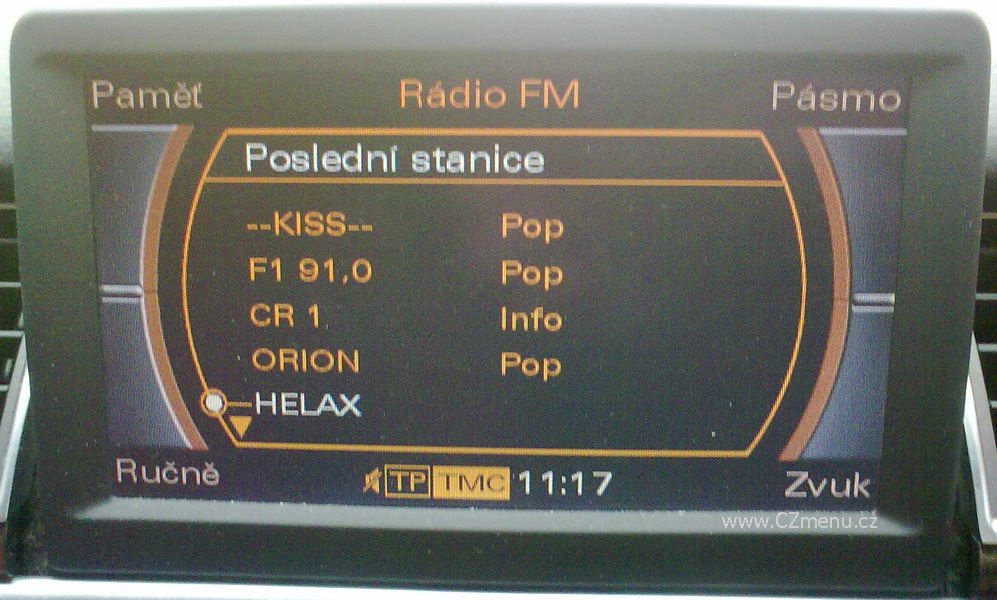 Paměť Rádio FM Pásmo
Poslední stanice
--KISS-- Pop
F1 91,0 Pop
CR 1 Info
ORION Pop
HELAX
Ručně TP TMC 11:17 Zvuk
www.CZmenu.cz